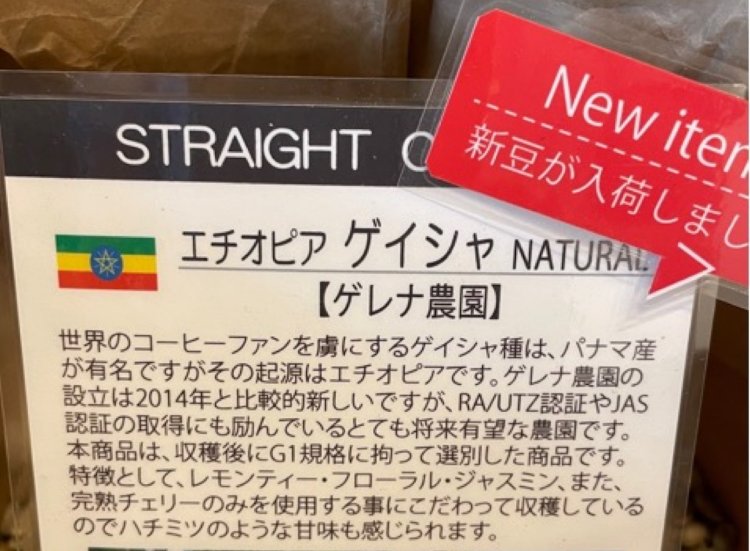 New
新豆が入荷しまし
STRAIGHT
エチオピア ゲイシャ NATURAL
【ゲレナ農園】
世界のコーヒーファンを虜にするゲイシャ種は、パナマ産
が有名ですがその起源はエチオピアです。ゲレナ農園の
設立は2014年と比較的新しいですが、RA/UTZ認証やJAS
認証の取得にも励んでいるとても将来有望な農園です。
本商品は、収穫後にG1規格に拘って選別した商品です。
特徴として、レモンティー・フローラル・ジャスミン、また、
完熟チェリーのみを使用する事にこだわって収穫している
のでハチミツのような甘味も感じられます。